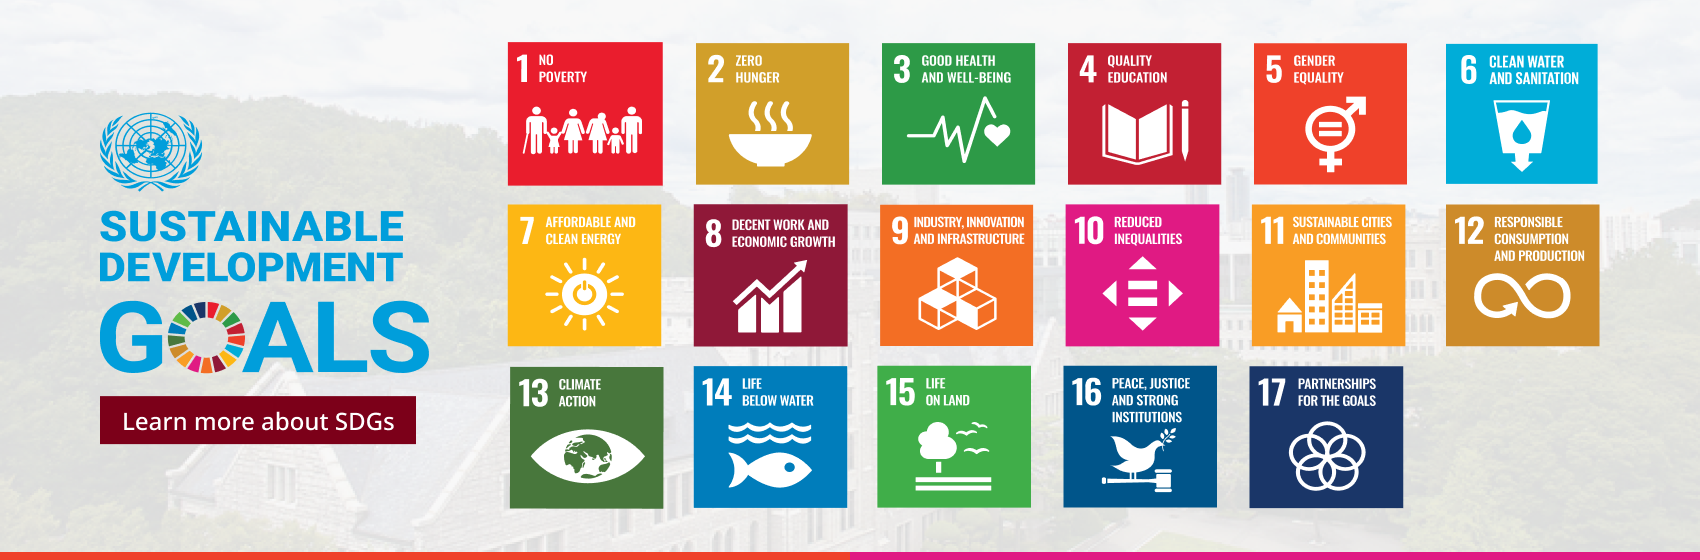 SUSTAINABLE
DEVELOPMENT
GOALS
Learn more about SDGs
1 NO
POVERTY
2 ZERO
HUNGER
3 GOOD HEALTH
AND WELL-BEING
4 QUALITY
EDUCATION
5 GENDER
EQUALITY
6 CLEAN WATER
AND SANITATION
7 AFFORDABLE AND
CLEAN ENERGY
8 DECENT WORK AND
ECONOMIC GROWTH
9 INDUSTRY, INNOVATION
AND INFRASTRUCTURE
10 REDUCED
INEQUALITIES
11 SUSTAINABLE CITIES
AND COMMUNITIES
12 RESPONSIBLE
CONSUMPTION
AND PRODUCTION
13 CLIMATE
ACTION
14 LIFE
BELOW WATER
15 LIFE
ON LAND
16 PEACE, JUSTICE
AND STRONG
INSTITUTIONS
17 PARTNERSHIPS
FOR THE GOALS